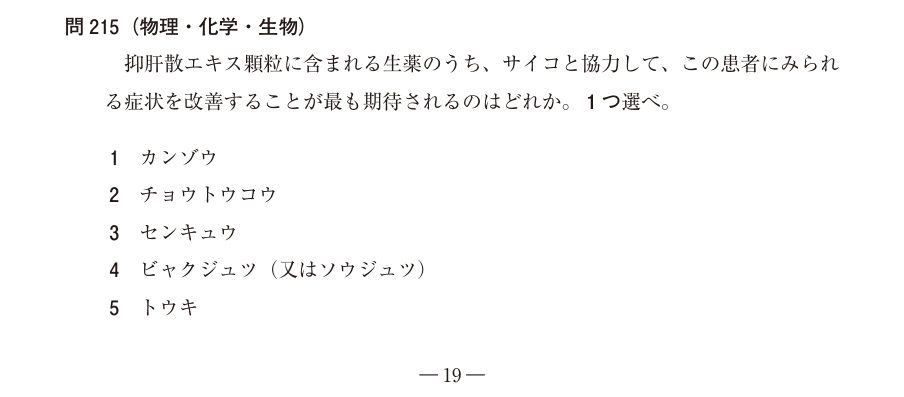 問 215（物理・化学・生物）
抑肝散エキス顆粒に含まれる生薬のうち、サイコと協力して、この患者にみられ
る症状を改善することが最も期待されるのはどれか。1つ選べ。
1 カンゾウ
2 チョウトウコウ
3 センキュウ
4 ビャクジュツ（又はソウジュツ）
5 トウキ
― 19 ―